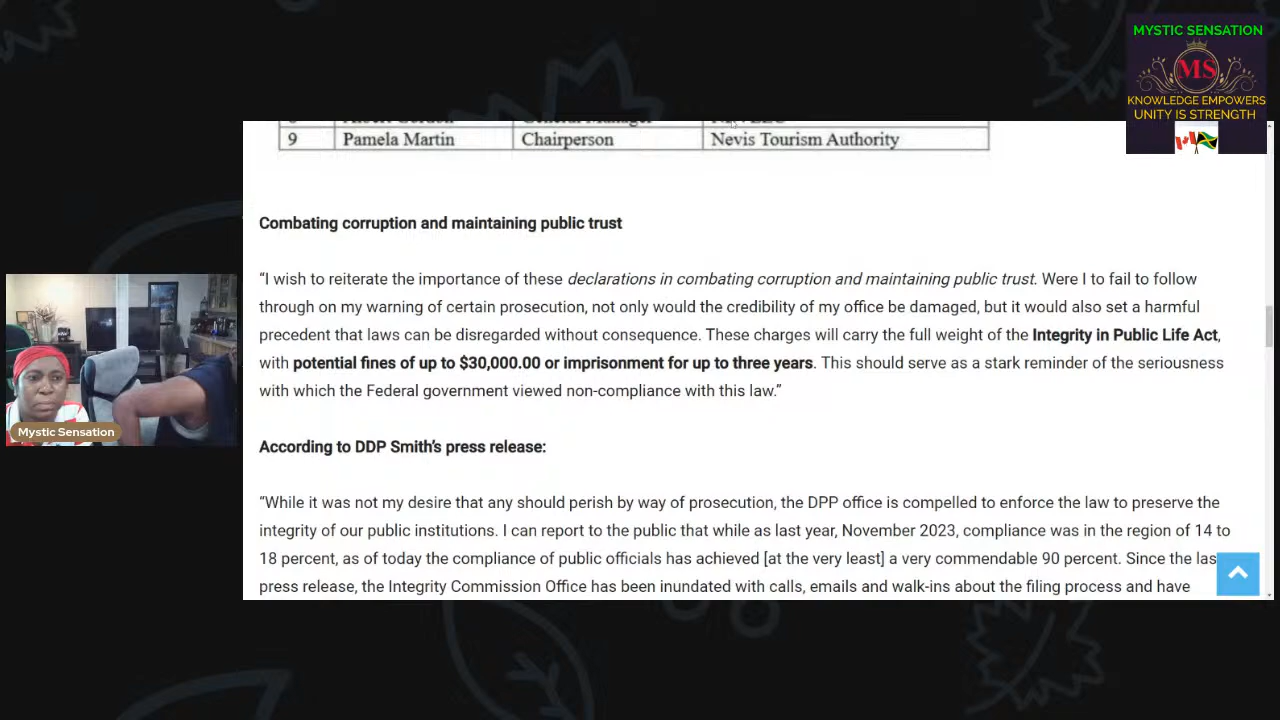 MYSTIC SENSATION
MS
KNOWLEDGE EMPOWERS
UNITY IS STRENGTH
9 Pamela Martin Chairperson Nevis Tourism Authority
Combating corruption and maintaining public trust
“I wish to reiterate the importance of these declarations in combating corruption and maintaining public trust. Were I to fail to follow
through on my warning of certain prosecution, not only would the credibility of my office be damaged, but it would also set a harmful
precedent that laws can be disregarded without consequence. These charges will carry the full weight of the Integrity in Public Life Act,
with potential fines of up to $30,000.00 or imprisonment for up to three years. This should serve as a stark reminder of the seriousness
with which the Federal government viewed non-compliance with this law.”
Mystic Sensation
According to DDP Smith’s press release:
“While it was not my desire that any should perish by way of prosecution, the DPP office is compelled to enforce the law to preserve the
integrity of our public institutions. I can report to the public that while as last year, November 2023, compliance was in the region of 14 to
18 percent, as of today the compliance of public officials has achieved [at the very least] a very commendable 90 percent. Since the las
press release, the Integrity Commission Office has been inundated with calls, emails and walk-ins about the filing process and have